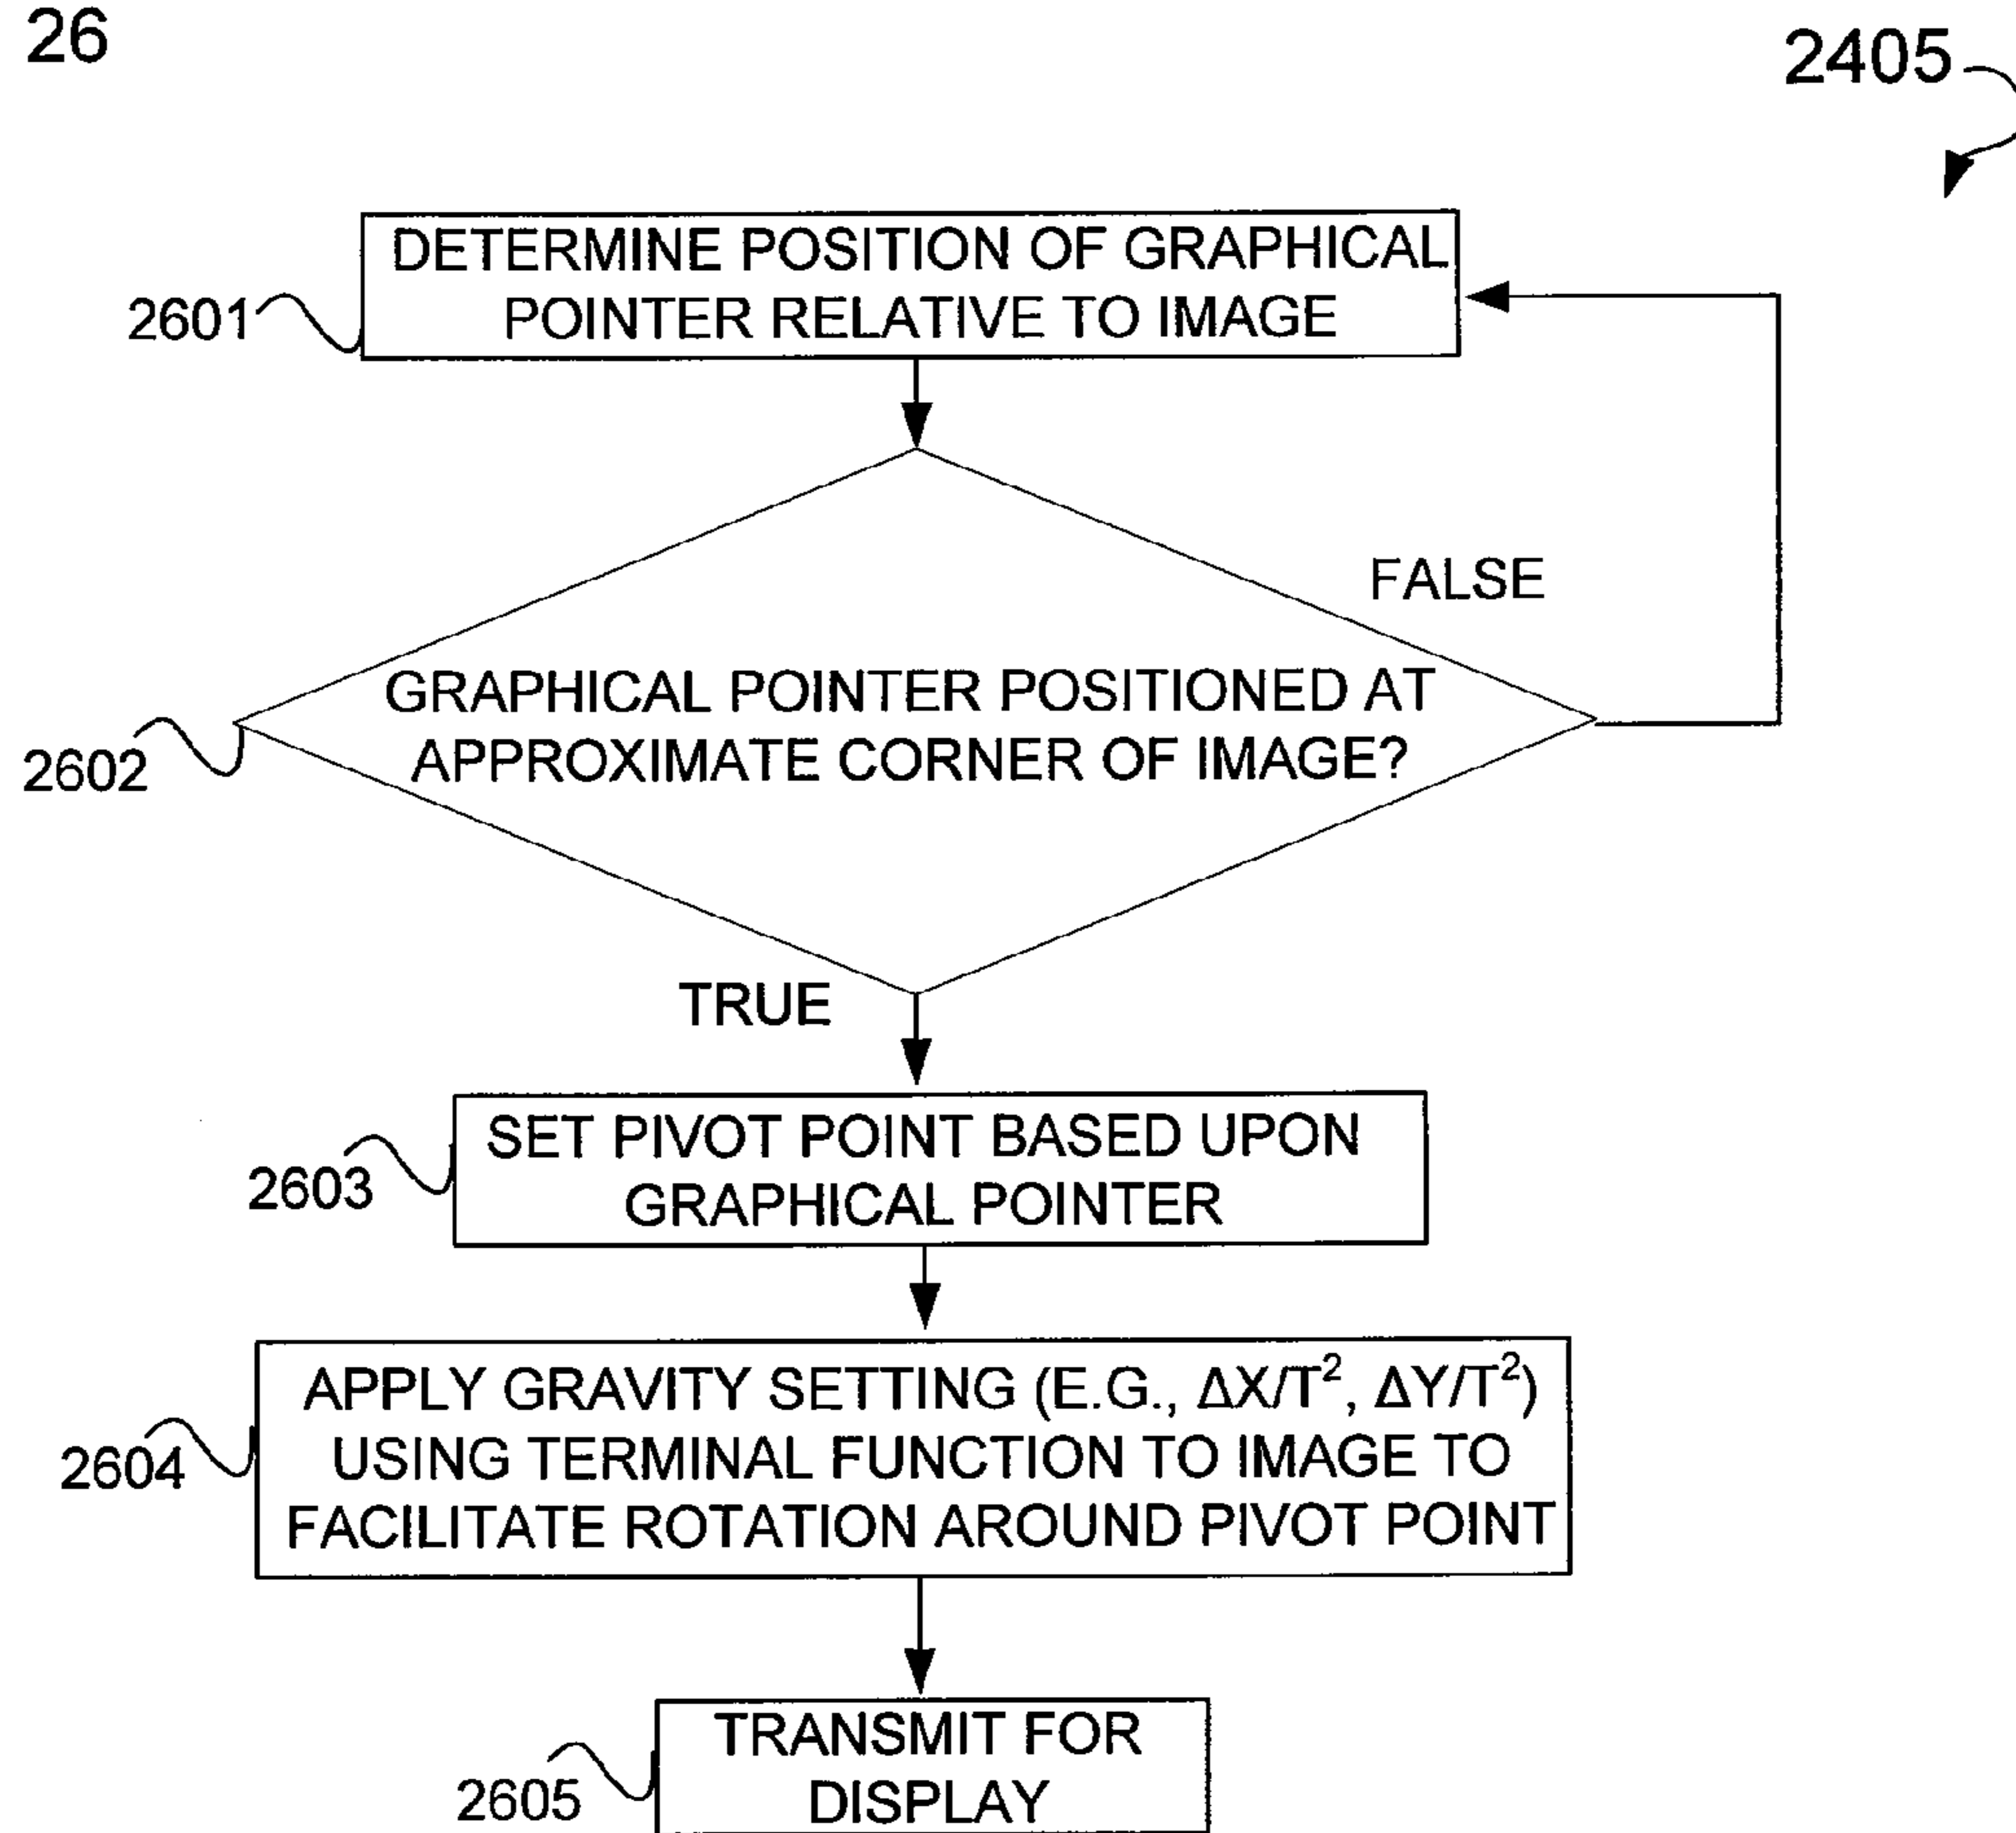 26
2405
DETERMINE POSITION OF GRAPHICAL
POINTER RELATIVE TO IMAGE
2601
FALSE
GRAPHICAL POINTER POSITIONED AT
APPROXIMATE CORNER OF IMAGE?
2602
TRUE
SET PIVOT POINT BASED UPON
GRAPHICAL POINTER
2603
APPLY GRAVITY SETTING (E.G., ΔX/T², ΔY/T²)
USING TERMINAL FUNCTION TO IMAGE TO
FACILITATE ROTATION AROUND PIVOT POINT
2604
TRANSMIT FOR
DISPLAY
2605